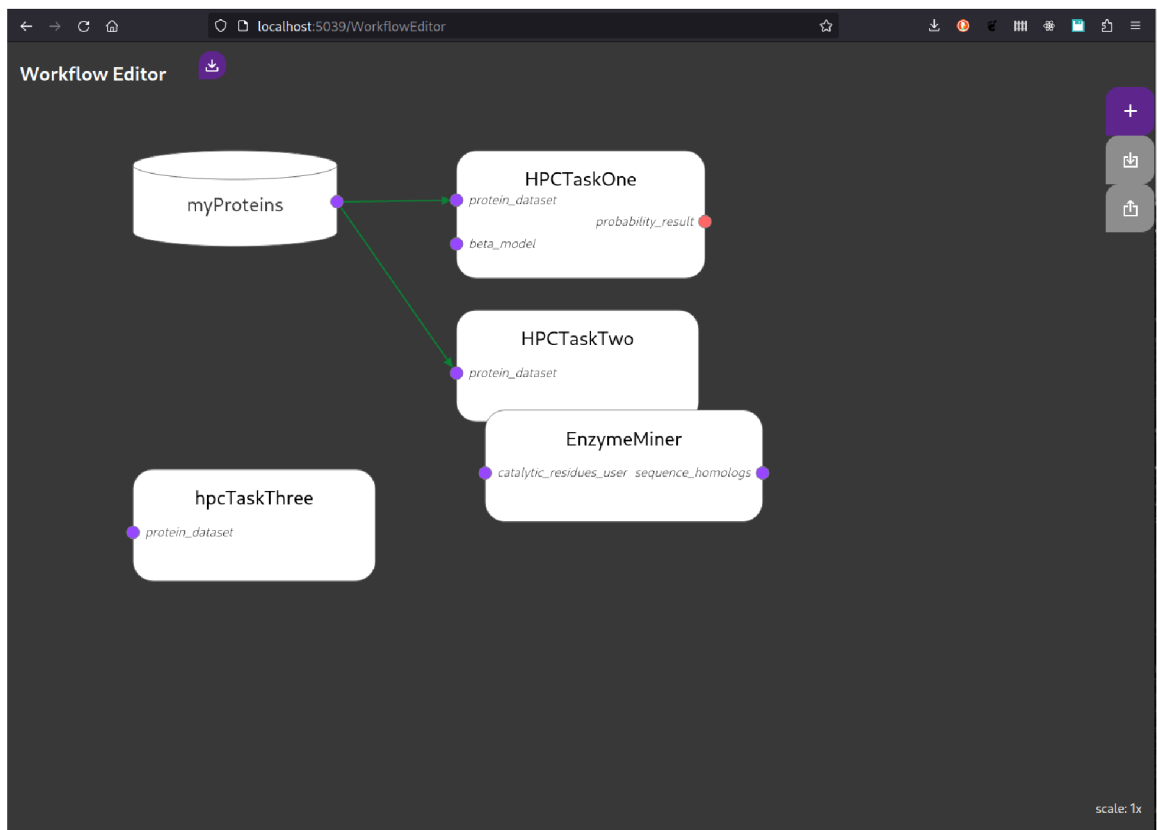 localhost:5039/WorkflowEditor
Workflow Editor
myProteins
HPCTaskOne
protein_dataset
probability_result
beta_model
HPCTaskTwo
protein_dataset
EnzymeMiner
catalytic_residues_user sequence_homologs
hpcTaskThree
protein_dataset
scale: 1x